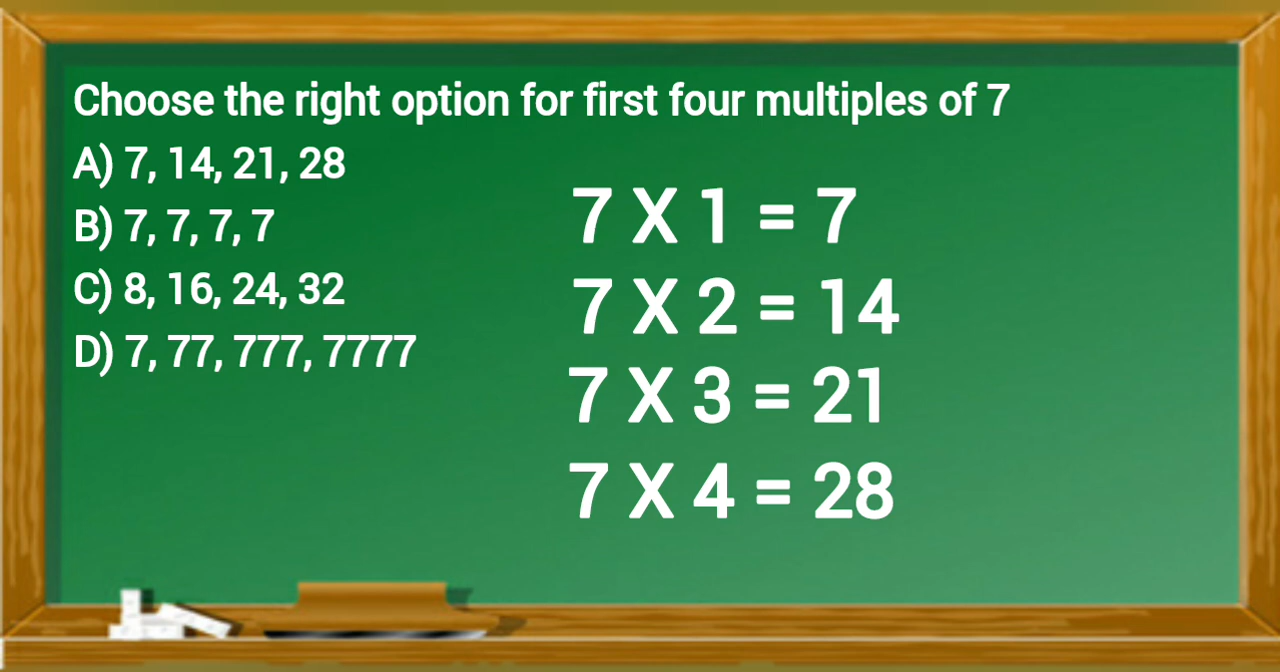 Choose the right option for first four multiples of 7
A) 7, 14, 21, 28
B) 7, 7, 7, 7
C) 8, 16, 24, 32
D) 7, 77, 777, 7777
7 X 1 = 7
7 X 2 = 14
7 X 3 = 21
7 X 4 = 28